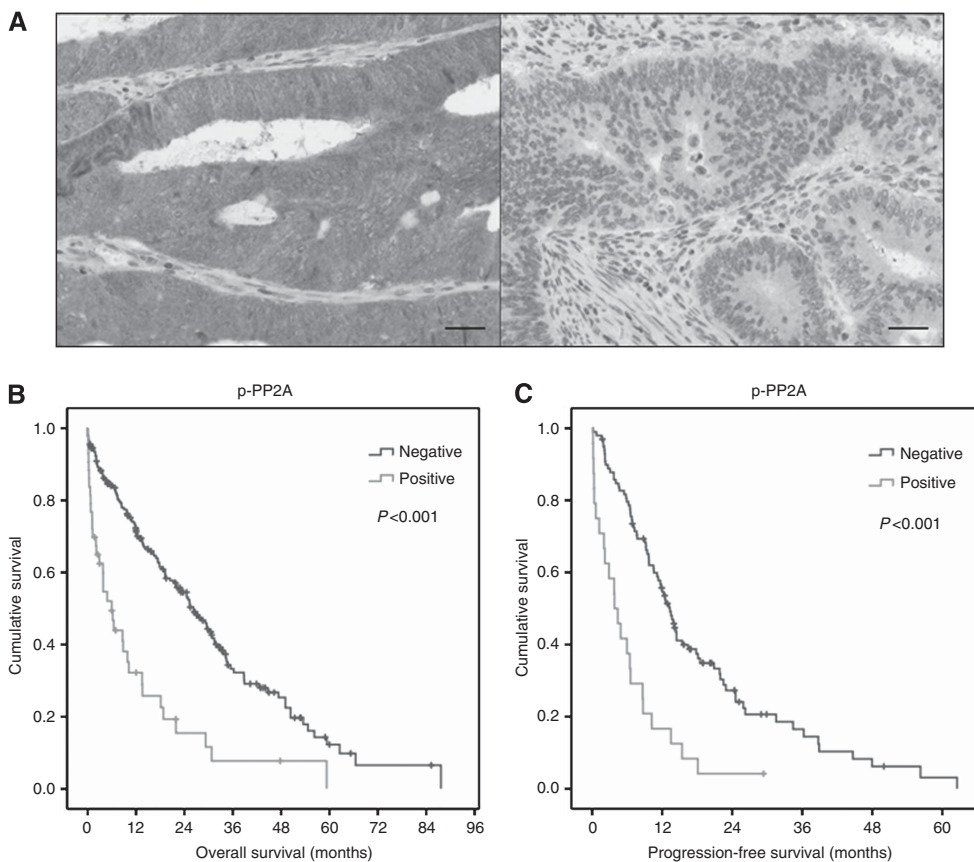 A
B
p-PP2A
1.0
0.8
0.6
0.4
0.2
0.0
Cumulative survival
Negative
Positive
P<0.001
0 12 24 36 48 60 72 84 96
Overall survival (months)
C
p-PP2A
1.0
0.8
0.6
0.4
0.2
0.0
Cumulative survival
Negative
Positive
P<0.001
0 12 24 36 48 60
Progression-free survival (months)